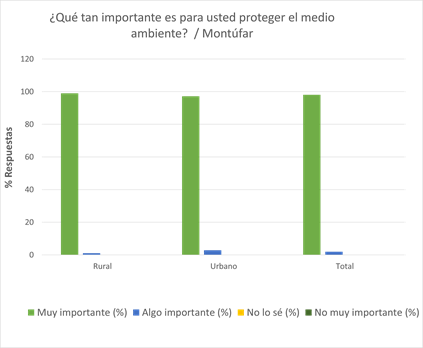 ¿Qué tan importante es para usted proteger el medio
ambiente? / Montúfar
120
100
80
60
40
20
0
% Respuestas
Rural
Urbano
Total
Muy importante (%)
Algo importante (%)
No lo sé (%)
No muy importante (%)